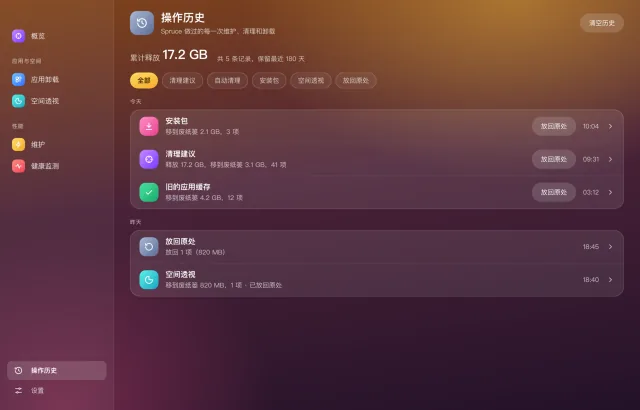 概览
应用与空间
应用卸载
空间透视
性能
维护
健康监测
操作历史
设置
操作历史
Spruce 做过的每一次维护、清理和卸载
清空历史
累计释放 17.2 GB 共 5 条记录，保留最近 180 天
全部 清理建议 自动清理 安装包 空间透视 放回原处
今天
安装包
移到废纸篓 2.1 GB，3 项
放回原处 10:04
清理建议
释放 17.2 GB，移到废纸篓 3.1 GB，41 项
放回原处 09:31
旧的应用缓存
移到废纸篓 4.2 GB，12 项
放回原处 03:12
昨天
放回原处
放回 1 项（820 MB）
18:45
空间透视
移到废纸篓 820 MB，1 项 · 已放回原处
18:40